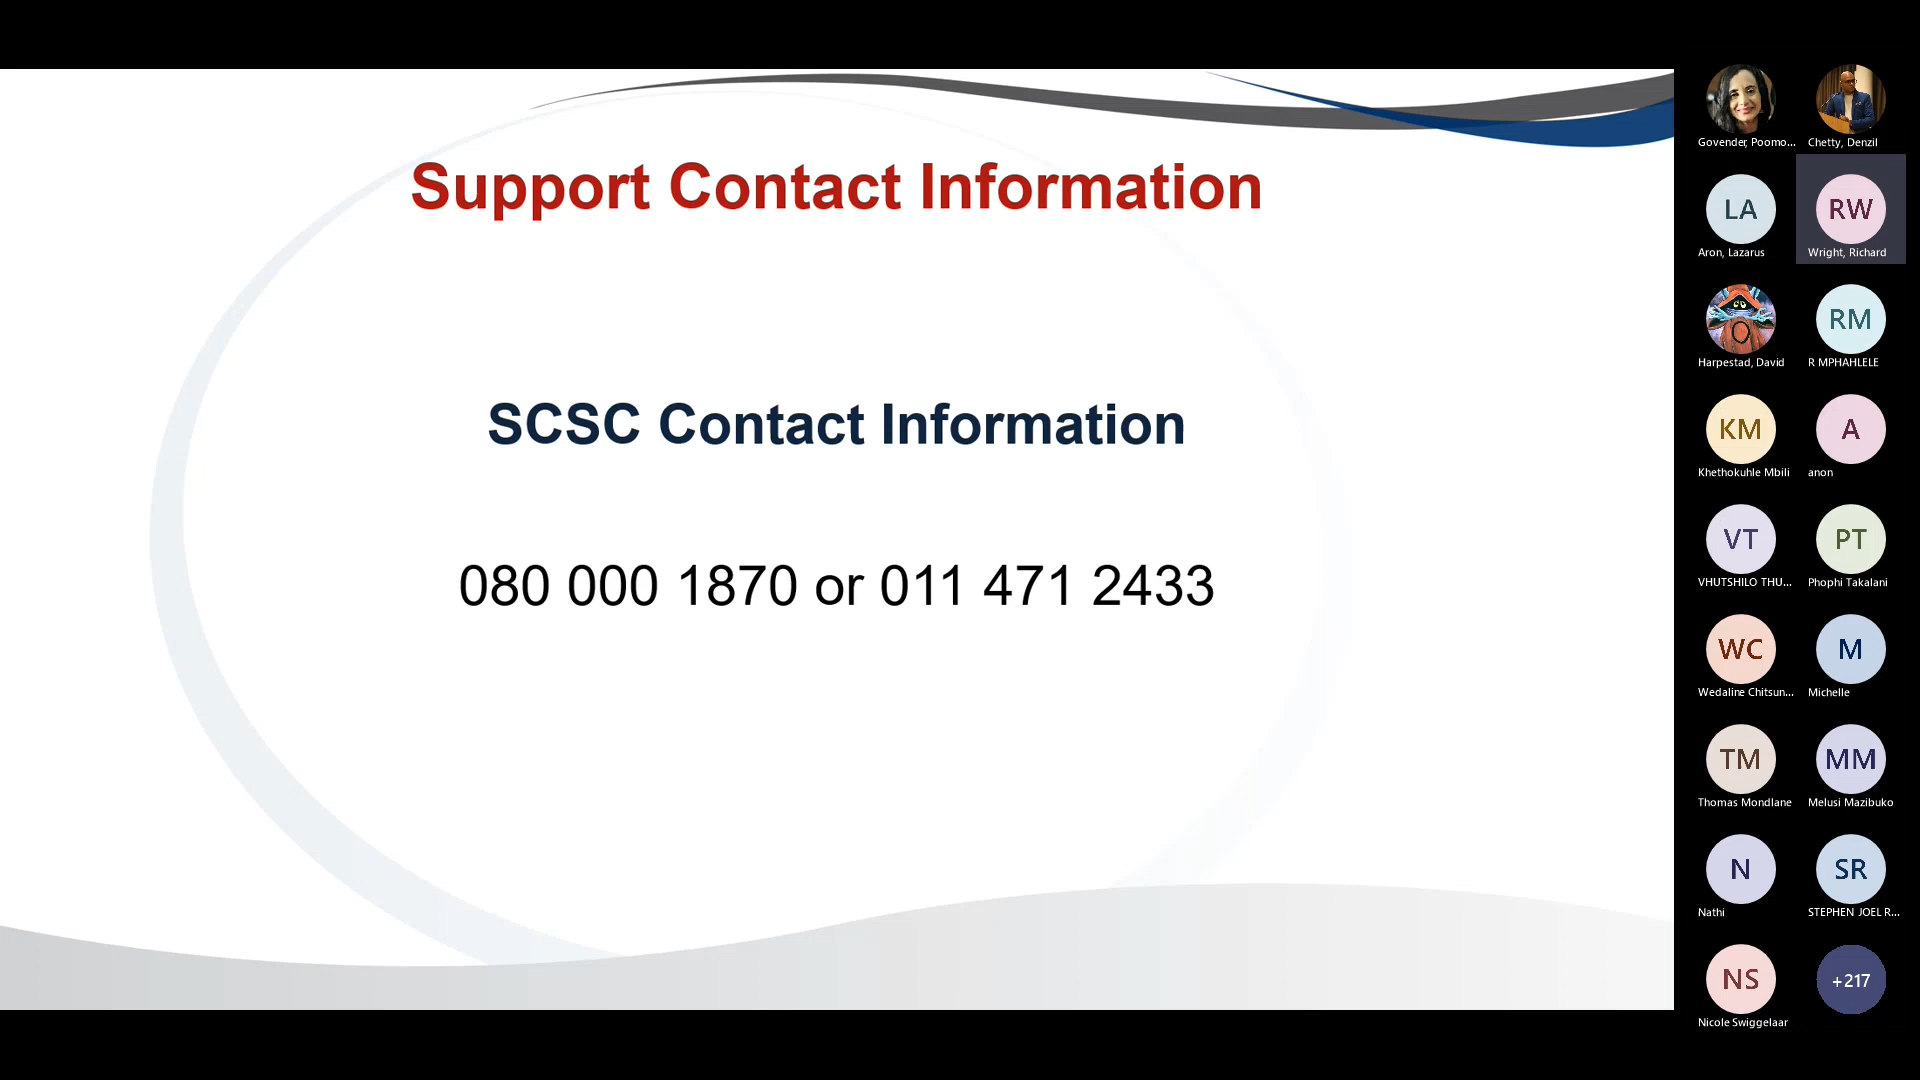 Support Contact Information
SCSC Contact Information
080 000 1870 or 011 471 2433
Govender, Poomo...
Chetty, Denzil
LA
Aron, Lazarus
RW
Wright, Richard
Harpestad, David
RM
R MPHAHLELE
KM
Khethokuhle Mbili
A
anon
VT
VHUTSHILO THU...
PT
Phophi Takalani
WC
Wedaline Chitsun...
M
Michelle
TM
Thomas Mondlane
MM
Melusi Mazibuko
N
Nathi
SR
STEPHEN JOEL R...
NS
Nicole Swiggelaar
+217